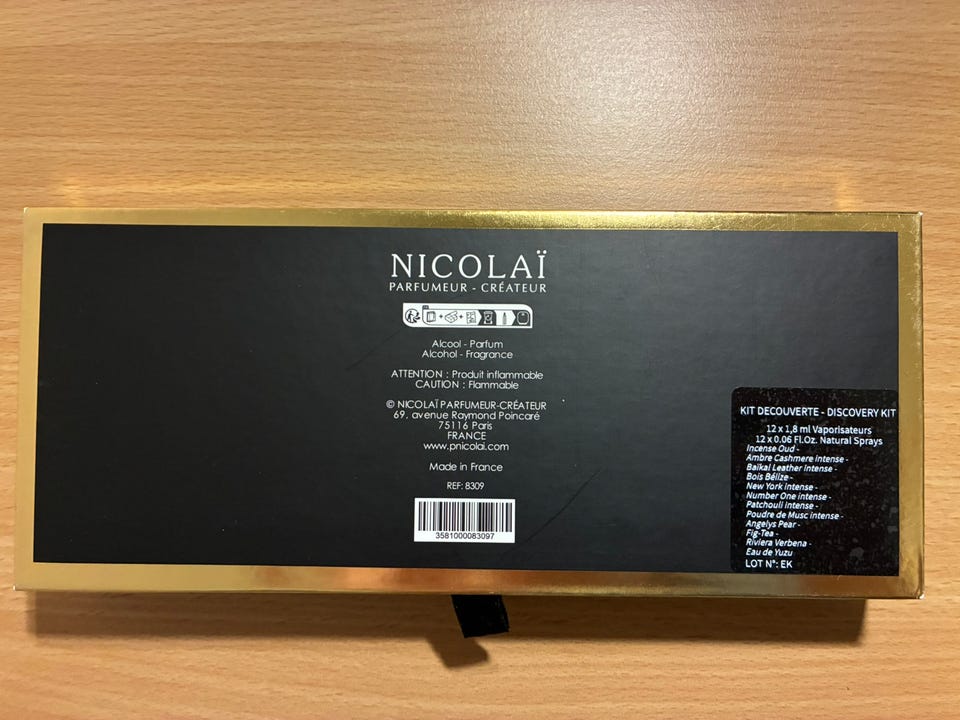 NICOLAÏ
PARFUMEUR - CRÉATEUR
Alcool - Parfum
Alcohol - Fragrance
ATTENTION : Produit inflammable
CAUTION : Flammable
© NICOLAÏ PARFUMEUR-CRÉATEUR
69, avenue Raymond Poincaré
75116 Paris
FRANCE
www.pnicolai.com
Made in France
REF: 8309
3581000083097
KIT DECOUVERTE - DISCOVERY KIT
12 x 1,8 ml Vaporisateurs
12 x 0.06 Fl.Oz. Natural Sprays
Incense Oud -
Ambre Cashmere intense -
Baïkal Leather intense -
Bois Bélize -
New York intense -
Number One intense -
Patchouli intense -
Poudre de Musc intense -
Angelys Pear -
Fig-Tea -
Riviera Verbena -
Eau de Yuzu
LOT N°: EK